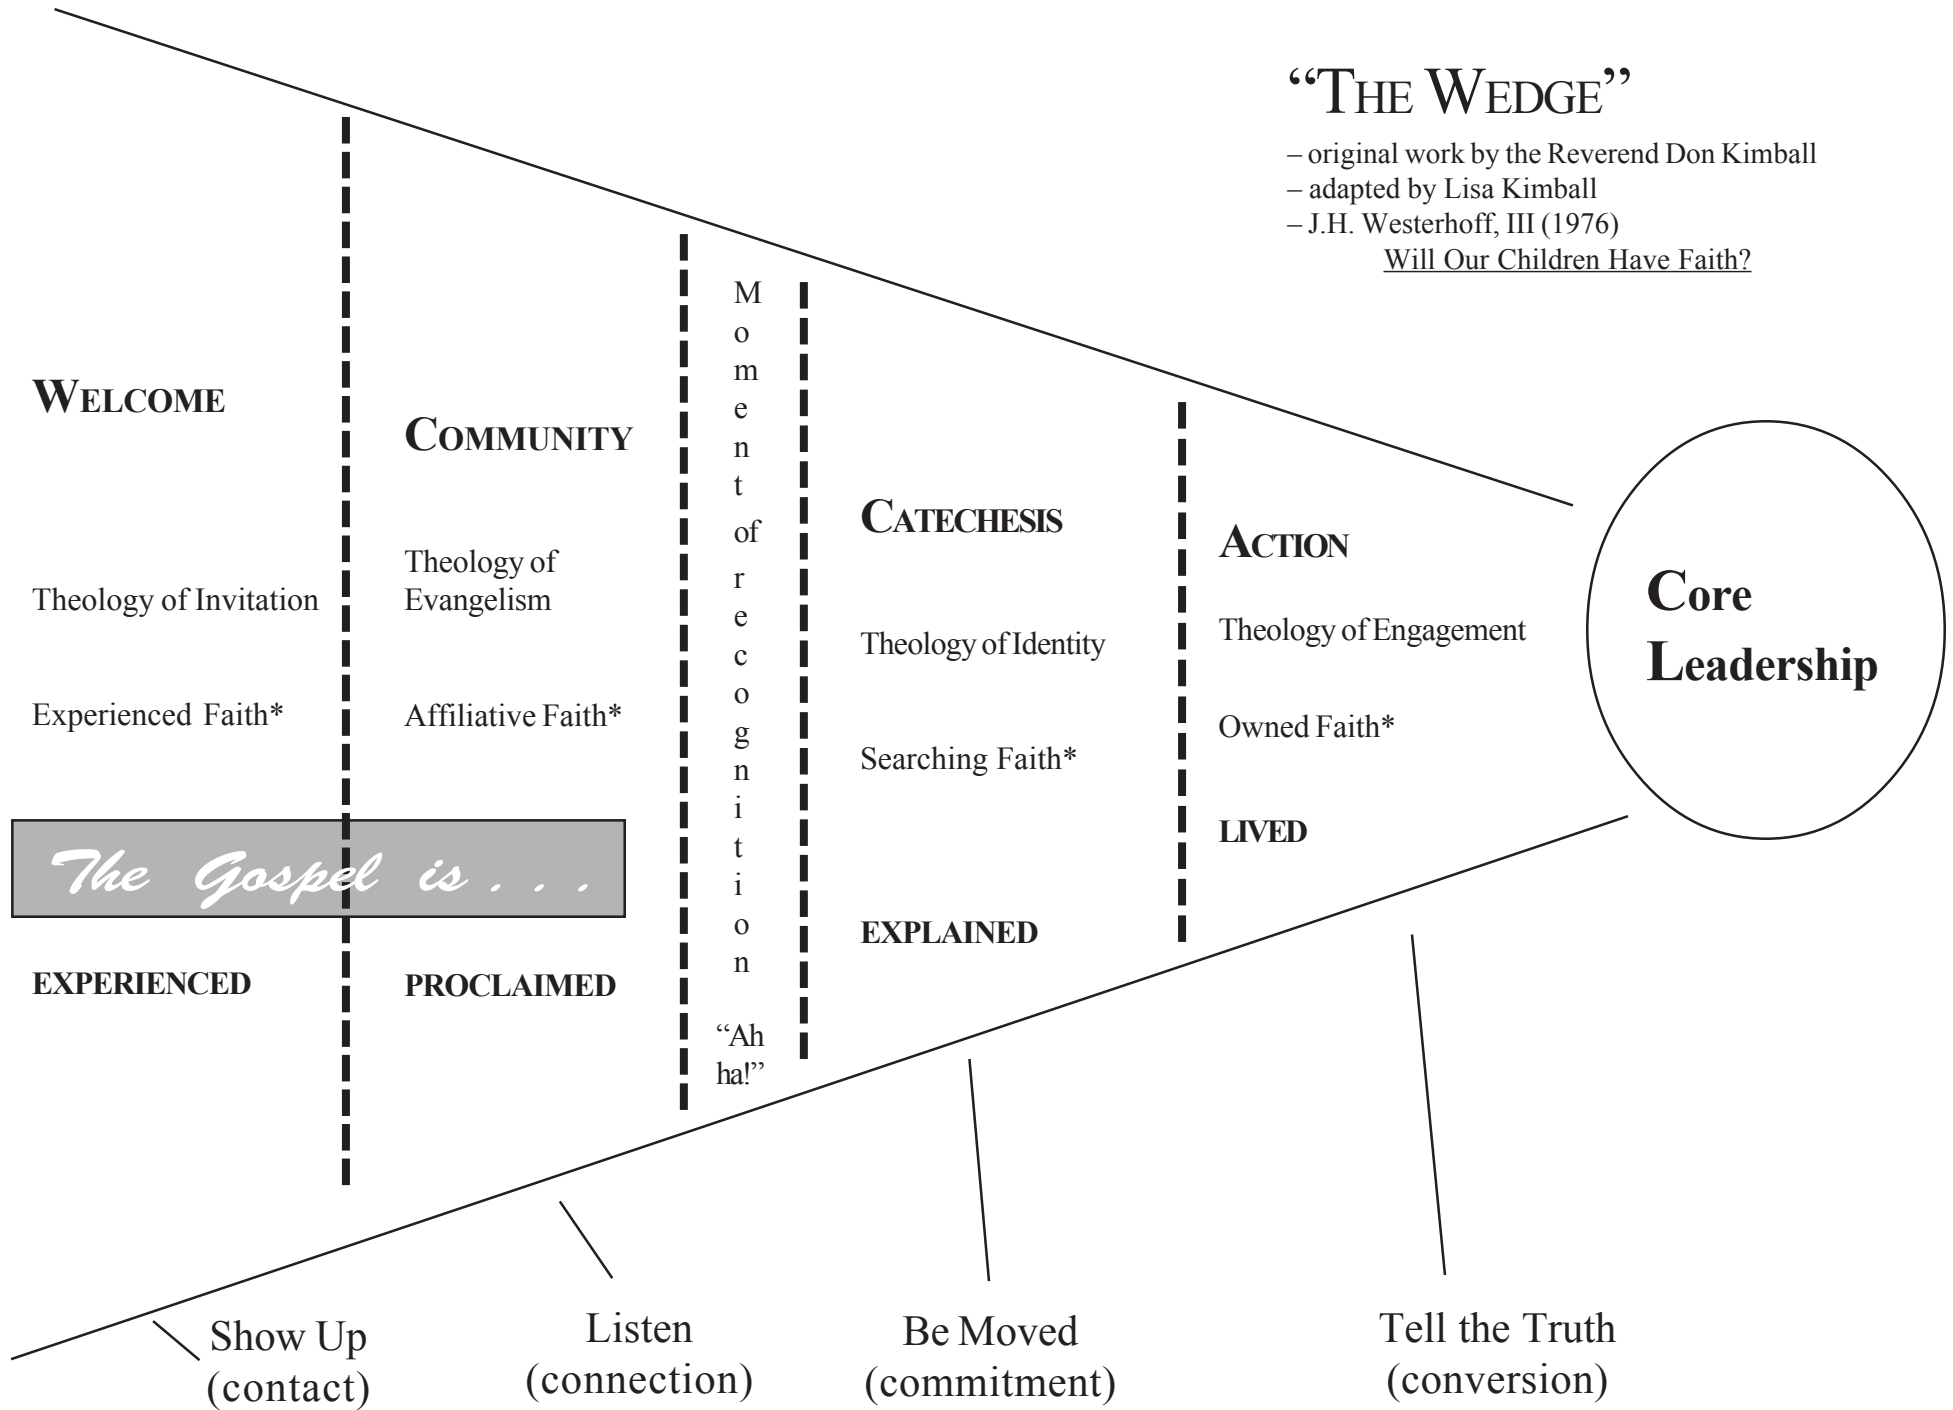 “THE WEDGE”
– original work by the Reverend Don Kimball
– adapted by Lisa Kimball
– J.H. Westerhoff, III (1976)
Will Our Children Have Faith?
WELCOME
Theology of Invitation
Experienced Faith*
COMMUNITY
Theology of
Evangelism
Affiliative Faith*
The Gospel is . . .
EXPERIENCED
PROCLAIMED
Moment of recognition
“Ah
ha!”
CATECHESIS
Theology of Identity
Searching Faith*
EXPLAINED
ACTION
Theology of Engagement
Owned Faith*
LIVED
Core
Leadership
Show Up
(contact)
Listen
(connection)
Be Moved
(commitment)
Tell the Truth
(conversion)